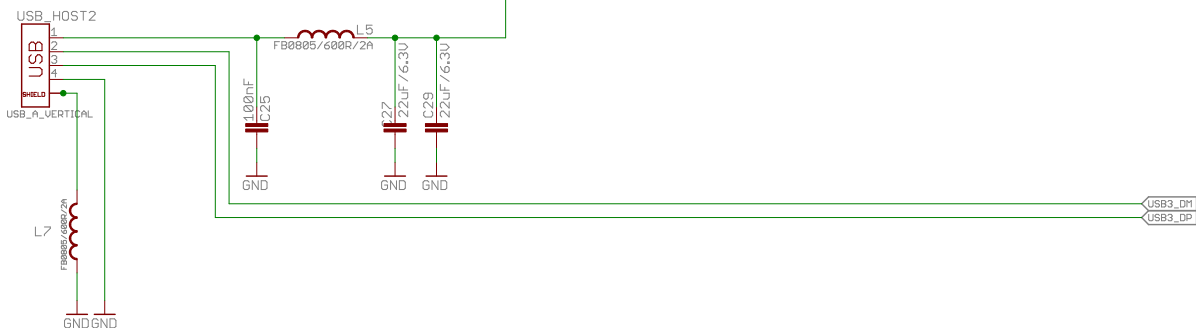 USB_HOST2
1
2
3
4
USB
SHIELD
USB_A_VERTICAL
L5
FB0805/600R/2A
100nF
C25
C27
22uF/6.3V
C29
22uF/6.3V
GND
GND
GND
USB3_DM
USB3_DP
L7
FB0805/600R/2A
GND
GND